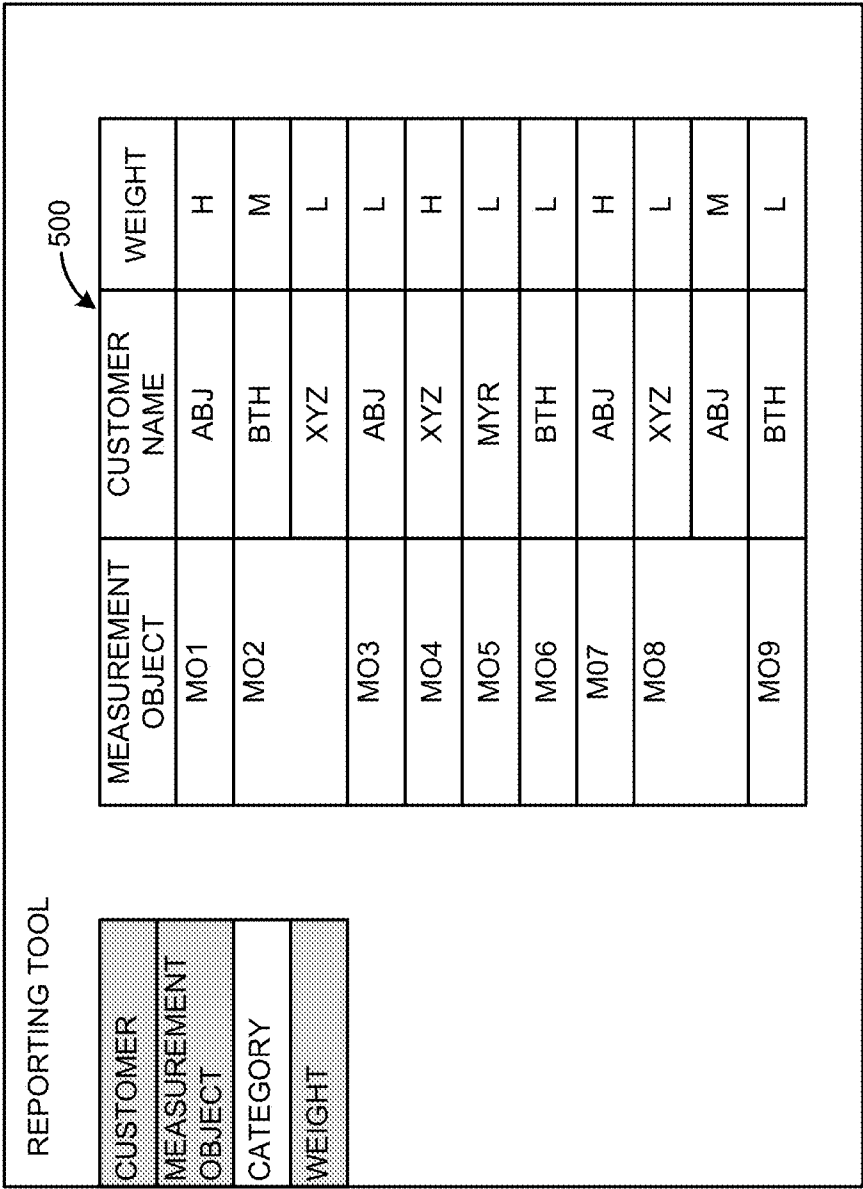 REPORTING TOOL
CUSTOMER
MEASUREMENT
OBJECT
CATEGORY
WEIGHT
500
MEASUREMENT
OBJECT
CUSTOMER
NAME
WEIGHT
MO1 ABJ H
MO2 BTH M
XYZ L
MO3 ABJ L
MO4 XYZ H
MO5 MYR L
MO6 BTH L
M07 ABJ H
MO8 XYZ L
ABJ M
MO9 BTH L